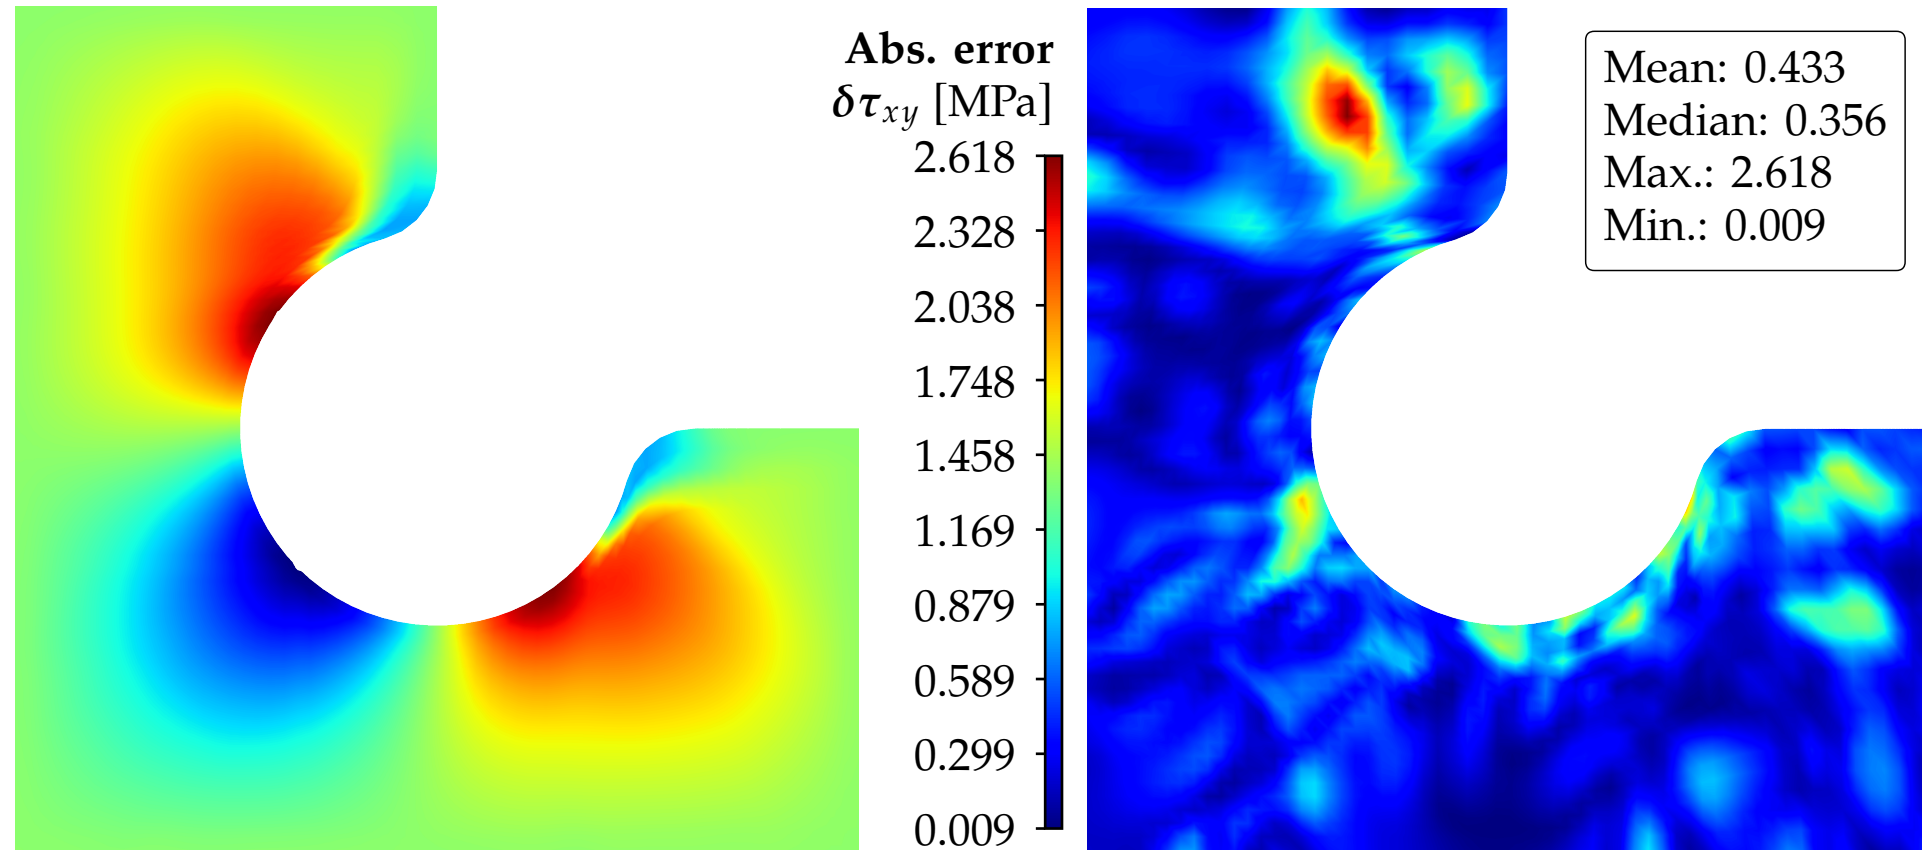 Abs. error
δτxy [MPa]
2.618
2.328
2.038
1.748
1.458
1.169
0.879
0.589
0.299
0.009
Mean: 0.433
Median: 0.356
Max.: 2.618
Min.: 0.009